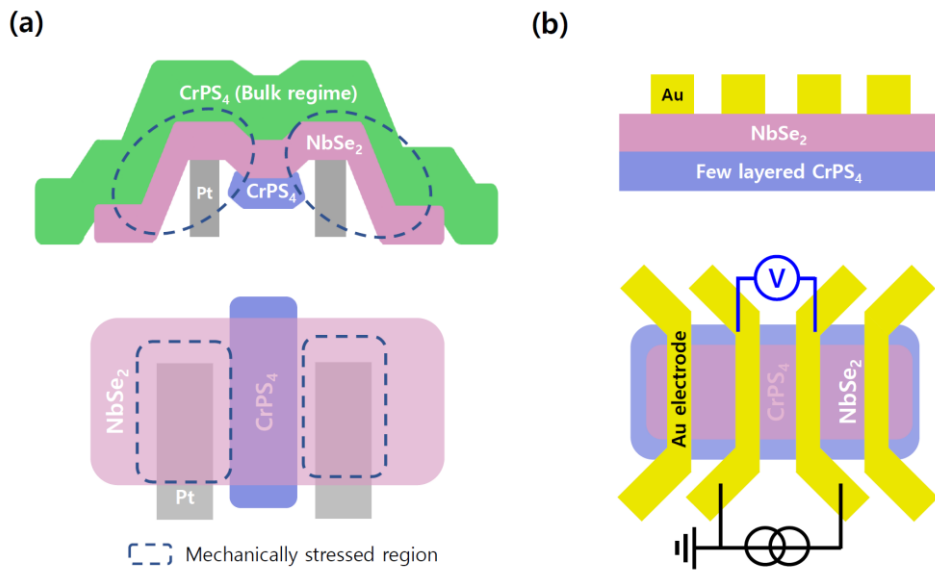 (a)
CrPS₄ (Bulk regime)
NbSe₂
Pt
CrPS₄
NbSe₂
CrPS₄
Pt
Mechanically stressed region
(b)
Au
NbSe₂
Few layered CrPS₄
V
Au electrode
CrPS₄
NbSe₂